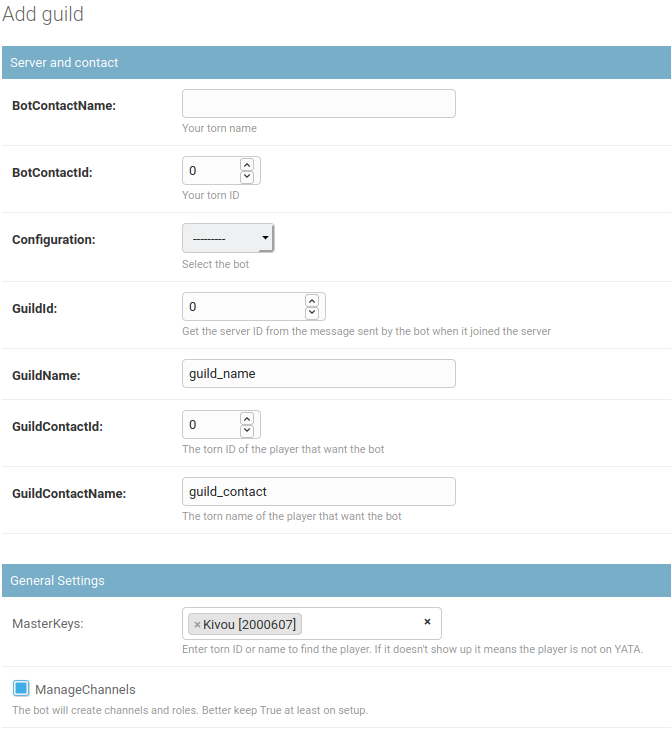 Add guild
Server and contact
BotContactName:
Your torn name
BotContactId:
0
Your torn ID
Configuration:
---------
Select the bot
GuildId:
0
Get the server ID from the message sent by the bot when it joined the server
GuildName:
guild_name
GuildContactId:
0
The torn ID of the player that want the bot
GuildContactName:
guild_contact
The torn name of the player that want the bot
General Settings
MasterKeys:
×Kivou [2000607] ×
Enter torn ID or name to find the player. If it doesn't show up it means the player is not on YATA.
ManageChannels
The bot will create channels and roles. Better keep True at least on setup.